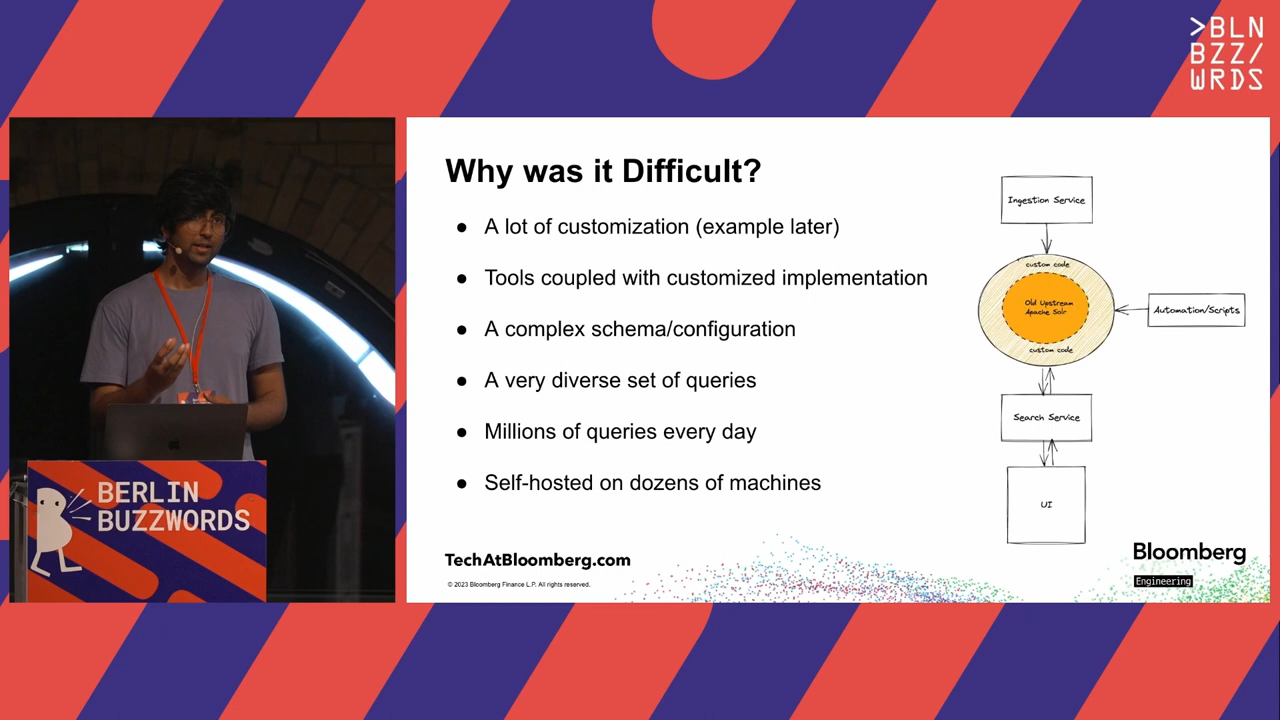 >BLN
BZZ/
WRDS
Why was it Difficult?
● A lot of customization (example later)
● Tools coupled with customized implementation
● A complex schema/configuration
● A very diverse set of queries
● Millions of queries every day
● Self-hosted on dozens of machines
Ingestion Service
custom code
Old Upstream
Apache Solr
custom code
Automation/Scripts
Search Service
UI
BERLIN
BUZZWORDS
TechAtBloomberg.com
© 2023 Bloomberg Finance L.P. All rights reserved.
Bloomberg
Engineering